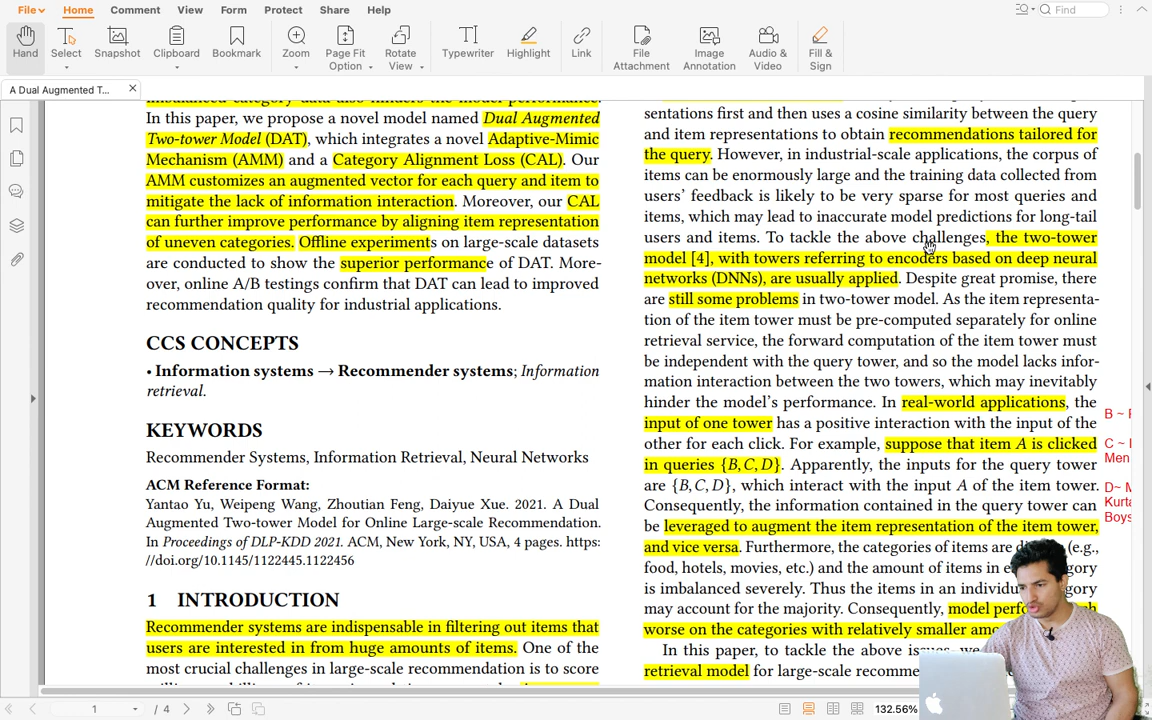 File Home Comment View Form Protect Share Help
Find
Hand Select Snapshot Clipboard Bookmark Zoom Page Fit Option Rotate View Typewriter Highlight Link File Attachment Image Annotation Audio & Video Fill & Sign
A Dual Augmented T...
imbalanced category data also hinders the model performance.
In this paper, we propose a novel model named Dual Augmented
Two-tower Model (DAT), which integrates a novel Adaptive-Mimic
Mechanism (AMM) and a Category Alignment Loss (CAL). Our
AMM customizes an augmented vector for each query and item to
mitigate the lack of information interaction. Moreover, our CAL
can further improve performance by aligning item representation
of uneven categories. Offline experiments on large-scale datasets
are conducted to show the superior performance of DAT. More-
over, online A/B testings confirm that DAT can lead to improved
recommendation quality for industrial applications.
CCS CONCEPTS
• Information systems → Recommender systems; Information
retrieval.
KEYWORDS
Recommender Systems, Information Retrieval, Neural Networks
ACM Reference Format:
Yantao Yu, Weipeng Wang, Zhoutian Feng, Daiyue Xue. 2021. A Dual
Augmented Two-tower Model for Online Large-scale Recommendation.
In Proceedings of DLP-KDD 2021. ACM, New York, NY, USA, 4 pages. https:
//doi.org/10.1145/1122445.1122456
1 INTRODUCTION
Recommender systems are indispensable in filtering out items that
users are interested in from huge amounts of items. One of the
most crucial challenges in large-scale recommendation is to score
sentations first and then uses a cosine similarity between the query
and item representations to obtain recommendations tailored for
the query. However, in industrial-scale applications, the corpus of
items can be enormously large and the training data collected from
users' feedback is likely to be very sparse for most queries and
items, which may lead to inaccurate model predictions for long-tail
users and items. To tackle the above challenges, the two-tower
model [4], with towers referring to encoders based on deep neural
networks (DNNs), are usually applied. Despite great promise, there
are still some problems in two-tower model. As the item representa-
tion of the item tower must be pre-computed separately for online
retrieval service, the forward computation of the item tower must
be independent with the query tower, and so the model lacks infor-
mation interaction between the two towers, which may inevitably
hinder the model's performance. In real-world applications, the
input of one tower has a positive interaction with the input of the
other for each click. For example, suppose that item A is clicked
in queries {B, C, D}. Apparently, the inputs for the query tower
are {B, C, D}, which interact with the input A of the item tower.
Consequently, the information contained in the query tower can
be leveraged to augment the item representation of the item tower,
and vice versa. Furthermore, the categories of items are (e.g.,
food, hotels, movies, etc.) and the amount of items in
is imbalanced severely. Thus the items in an individual
may account for the majority. Consequently, model
worse on the categories with relatively smaller
In this paper, to tackle the above issues, we
retrieval model for large-scale
B ~
C ~
Men
D~
Kurta
Boys
1 / 4 132.56%